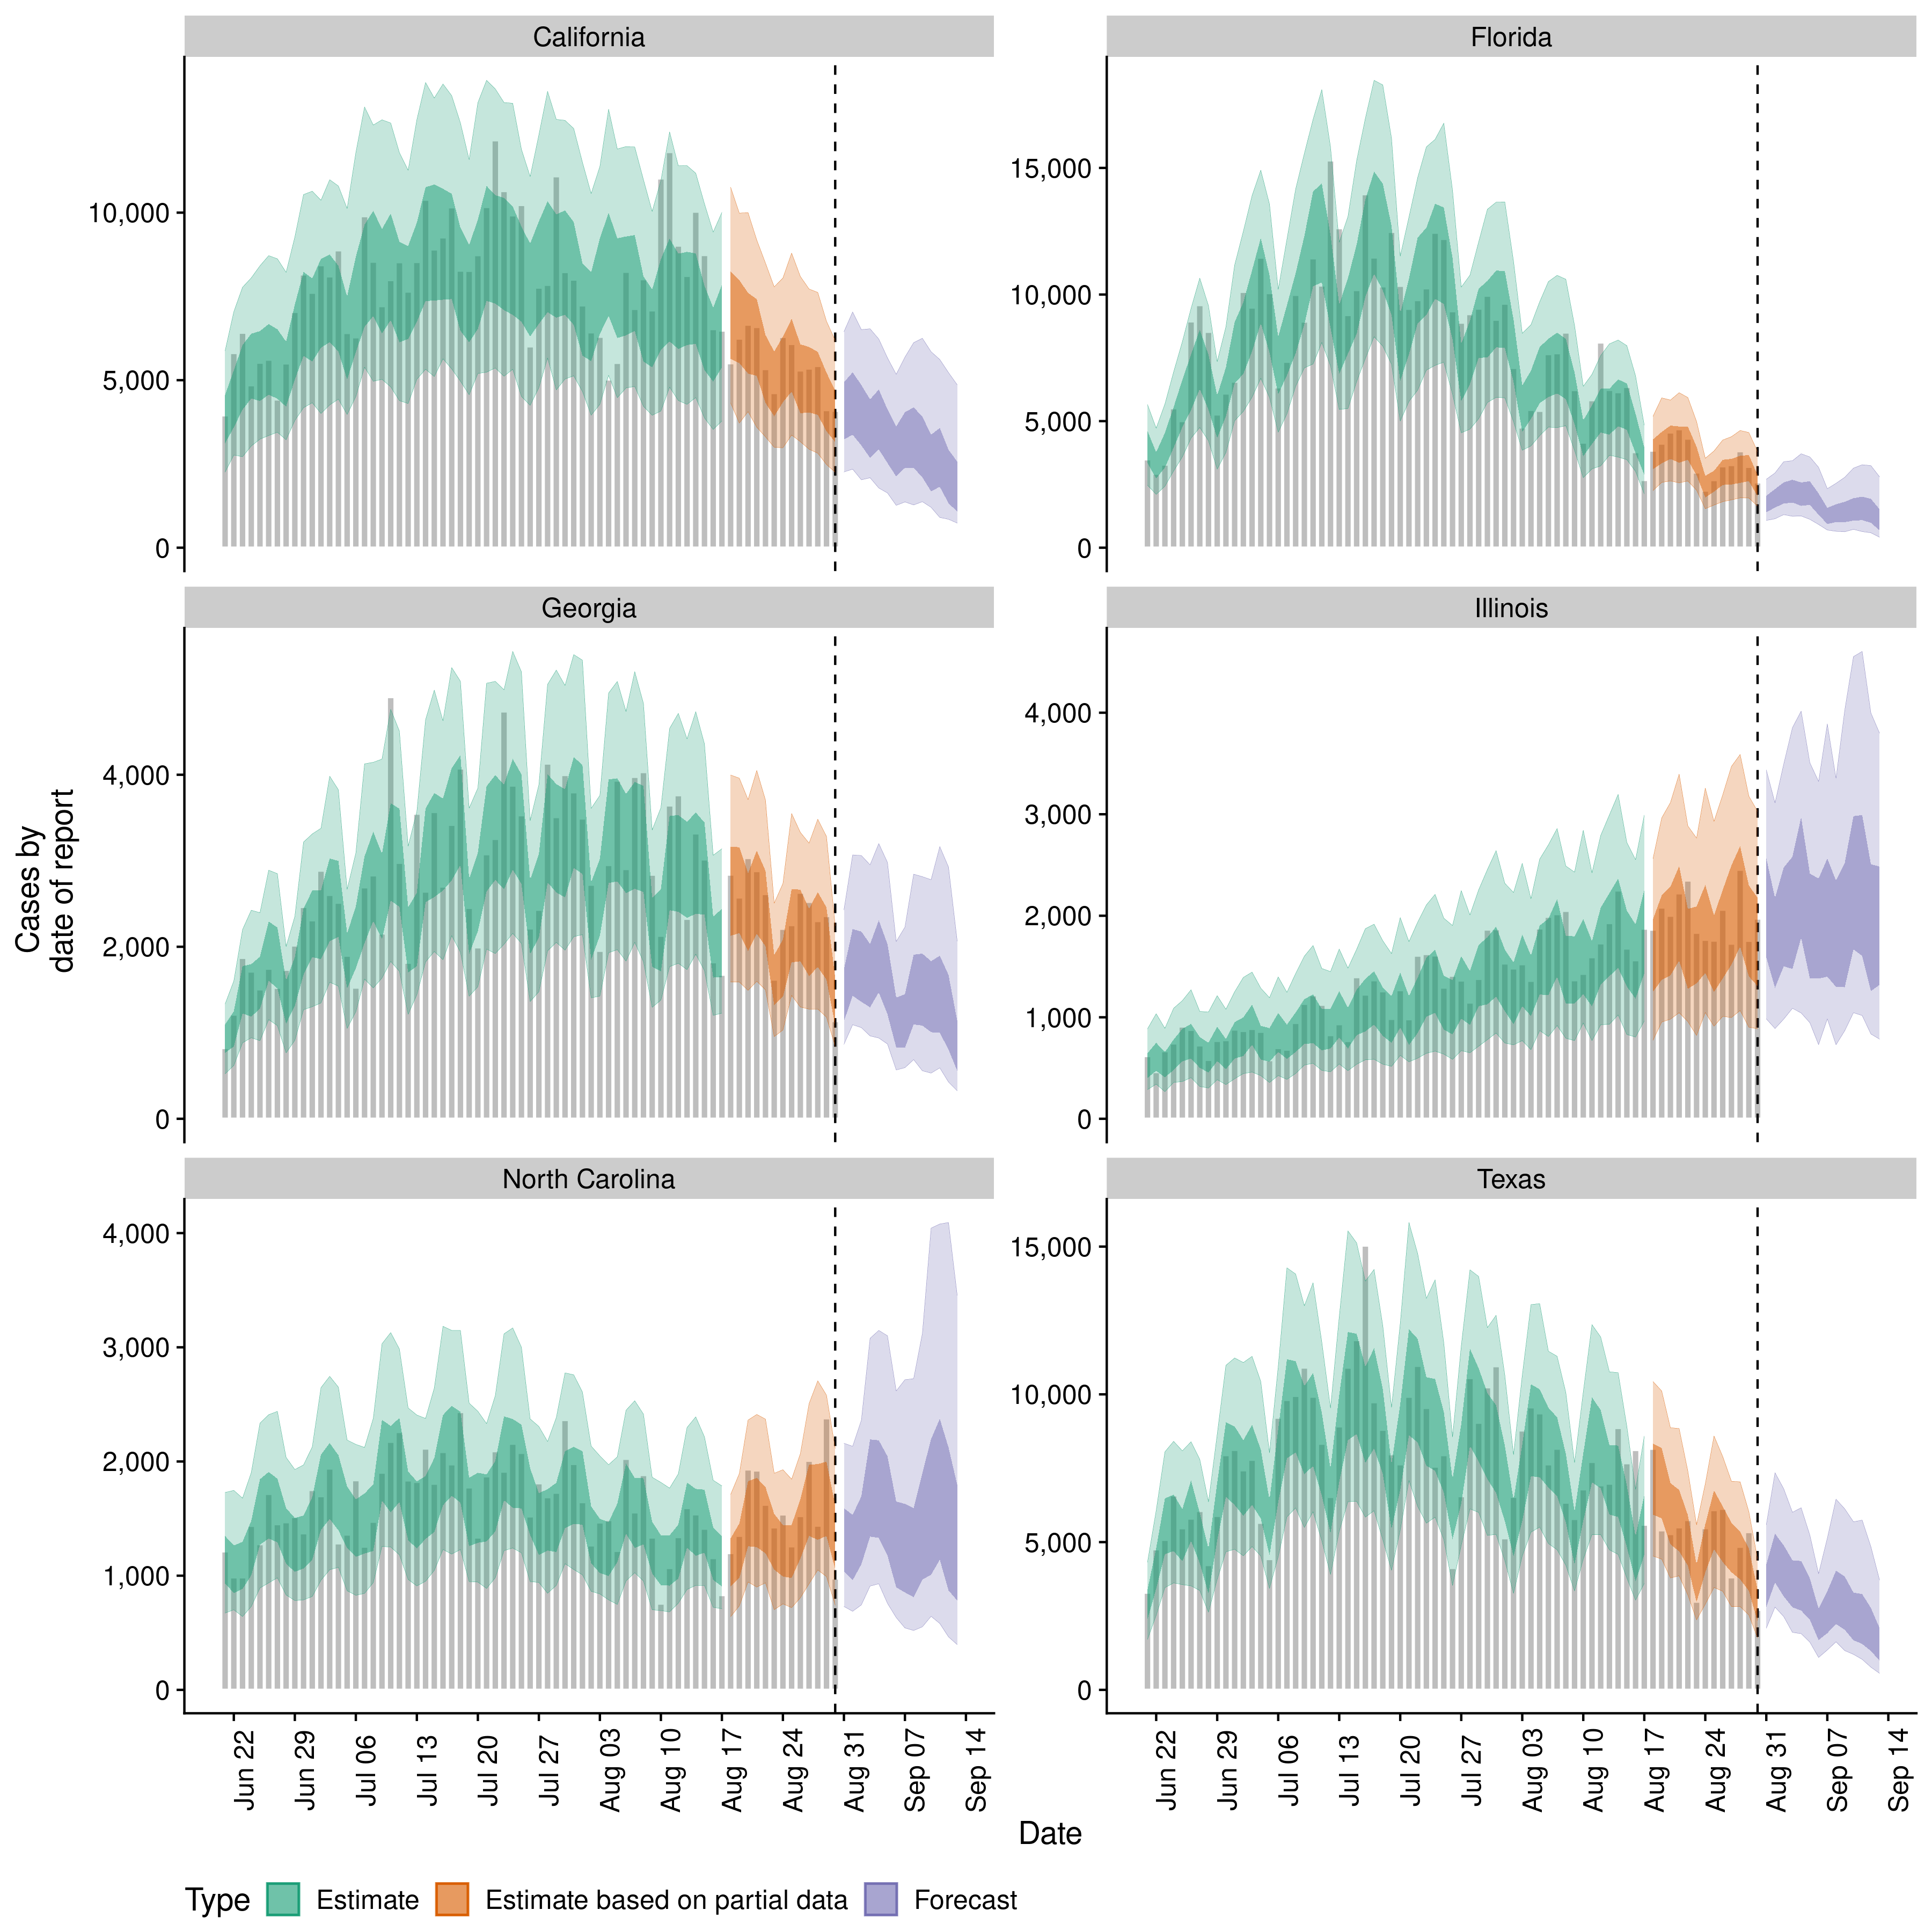 California
Florida
10,000
5,000
0
15,000
10,000
5,000
0
Georgia
Illinois
4,000
2,000
0
4,000
3,000
2,000
1,000
0
North Carolina
Texas
4,000
3,000
2,000
1,000
0
15,000
10,000
5,000
0
Cases by
date of report
Jun 22
Jun 29
Jul 06
Jul 13
Jul 20
Jul 27
Aug 03
Aug 10
Aug 17
Aug 24
Aug 31
Sep 07
Sep 14
Jun 22
Jun 29
Jul 06
Jul 13
Jul 20
Jul 27
Aug 03
Aug 10
Aug 17
Aug 24
Aug 31
Sep 07
Sep 14
Date
Type Estimate Estimate based on partial data Forecast